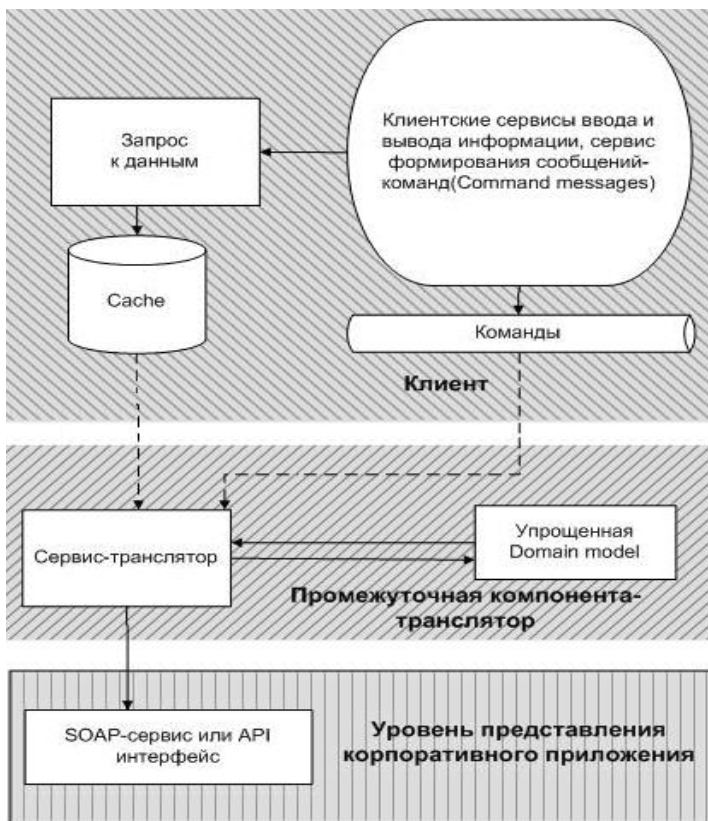 Запрос
к данным
Клиентские сервисы ввода и
вывода информации, сервис
формирования сообщений-
команд(Command messages)
Cache
Команды
Клиент
Сервис-транслятор
Упрощенная
Domain model
Промежуточная компонента-
транслятор
SOAP-сервис или API
интерфейс
Уровень представления
корпоративного приложения